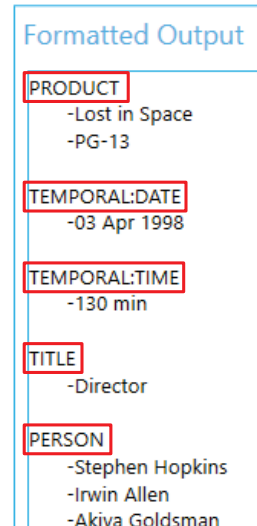 Formatted Output
PRODUCT
-Lost in Space
-PG-13
TEMPORAL:DATE
-03 Apr 1998
TEMPORAL:TIME
-130 min
TITLE
-Director
PERSON
-Stephen Hopkins
-Irwin Allen
-Akiva Goldsman